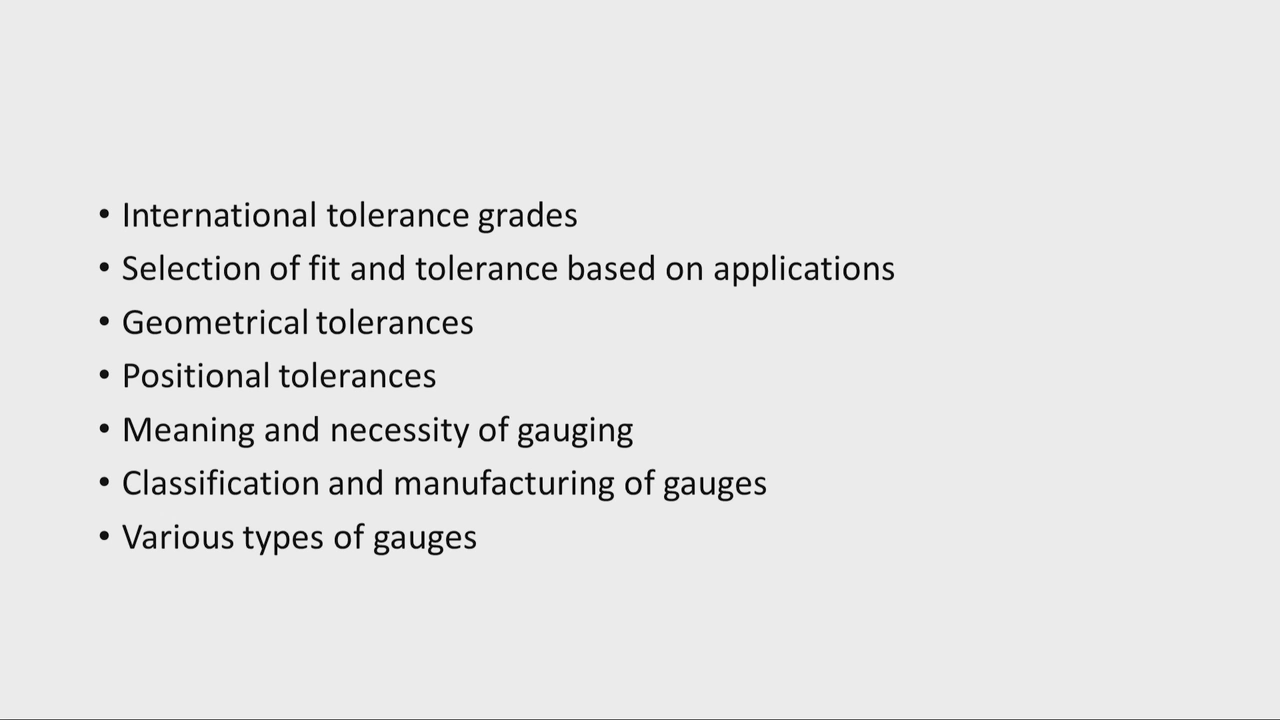 • International tolerance grades
• Selection of fit and tolerance based on applications
• Geometrical tolerances
• Positional tolerances
• Meaning and necessity of gauging
• Classification and manufacturing of gauges
• Various types of gauges